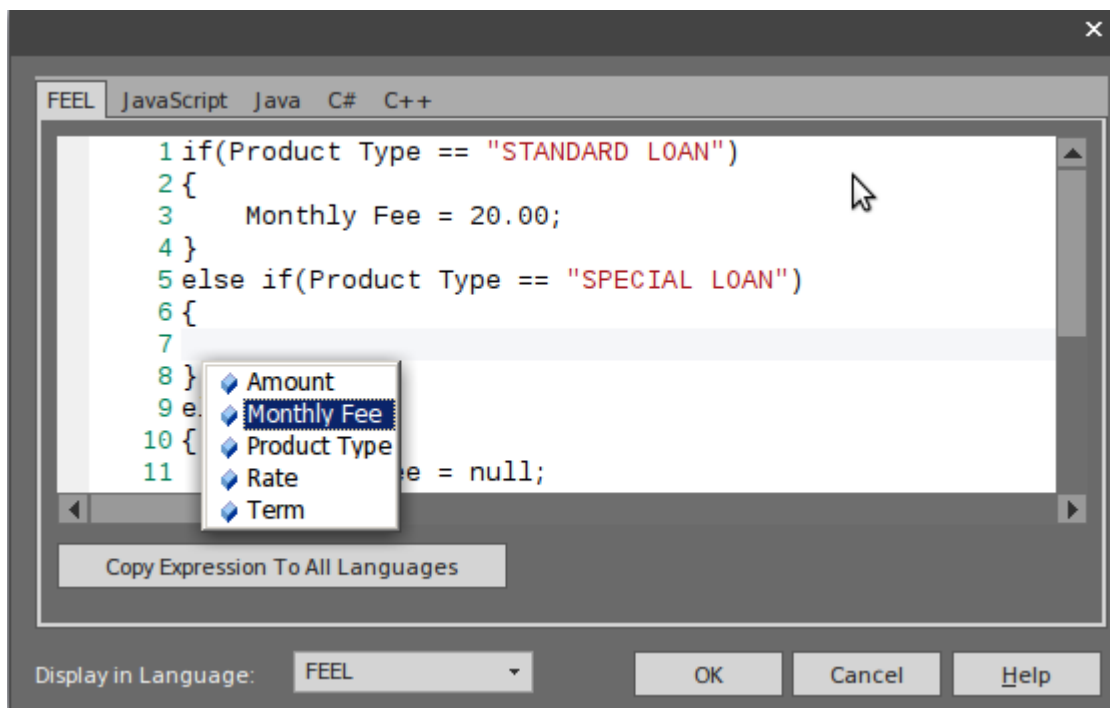 ×
FEEL JavaScript Java C# C++
1 if(Product Type == "STANDARD LOAN")
2 {
3 Monthly Fee = 20.00;
4 }
5 else if(Product Type == "SPECIAL LOAN")
6 {
7
8 }
Amount
9 e
Monthly Fee
10 {
Product Type
11 e = null;
Rate
Term
Copy Expression To All Languages
Display in Language: FEEL OK Cancel Help